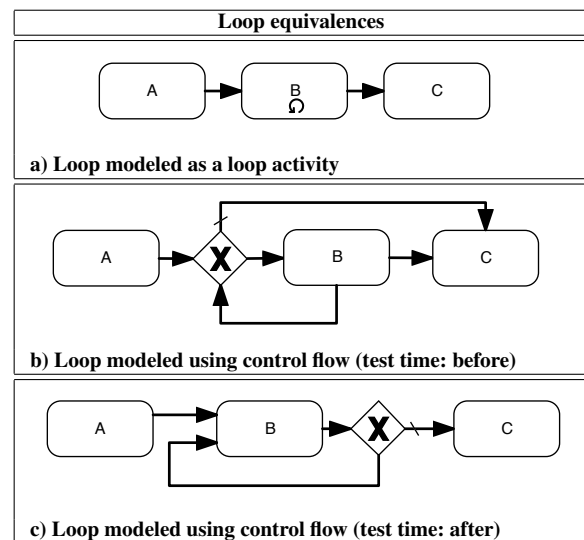 Loop equivalences
A
B
C
a) Loop modeled as a loop activity
A
X
B
C
b) Loop modeled using control flow (test time: before)
A
B
X
C
c) Loop modeled using control flow (test time: after)